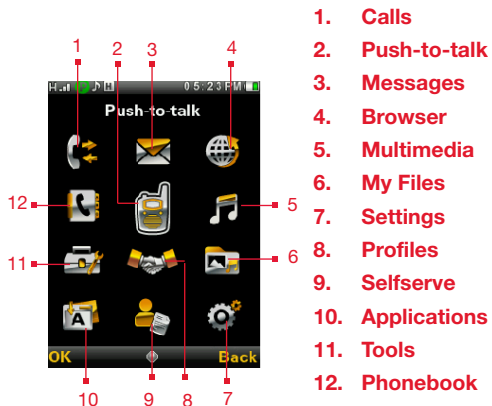 1 2 3 4
05:23PM
Push-to-talk
12
5
11
6
A
OK Back
10 9 8 7
1. Calls
2. Push-to-talk
3. Messages
4. Browser
5. Multimedia
6. My Files
7. Settings
8. Profiles
9. Selfserve
10. Applications
11. Tools
12. Phonebook